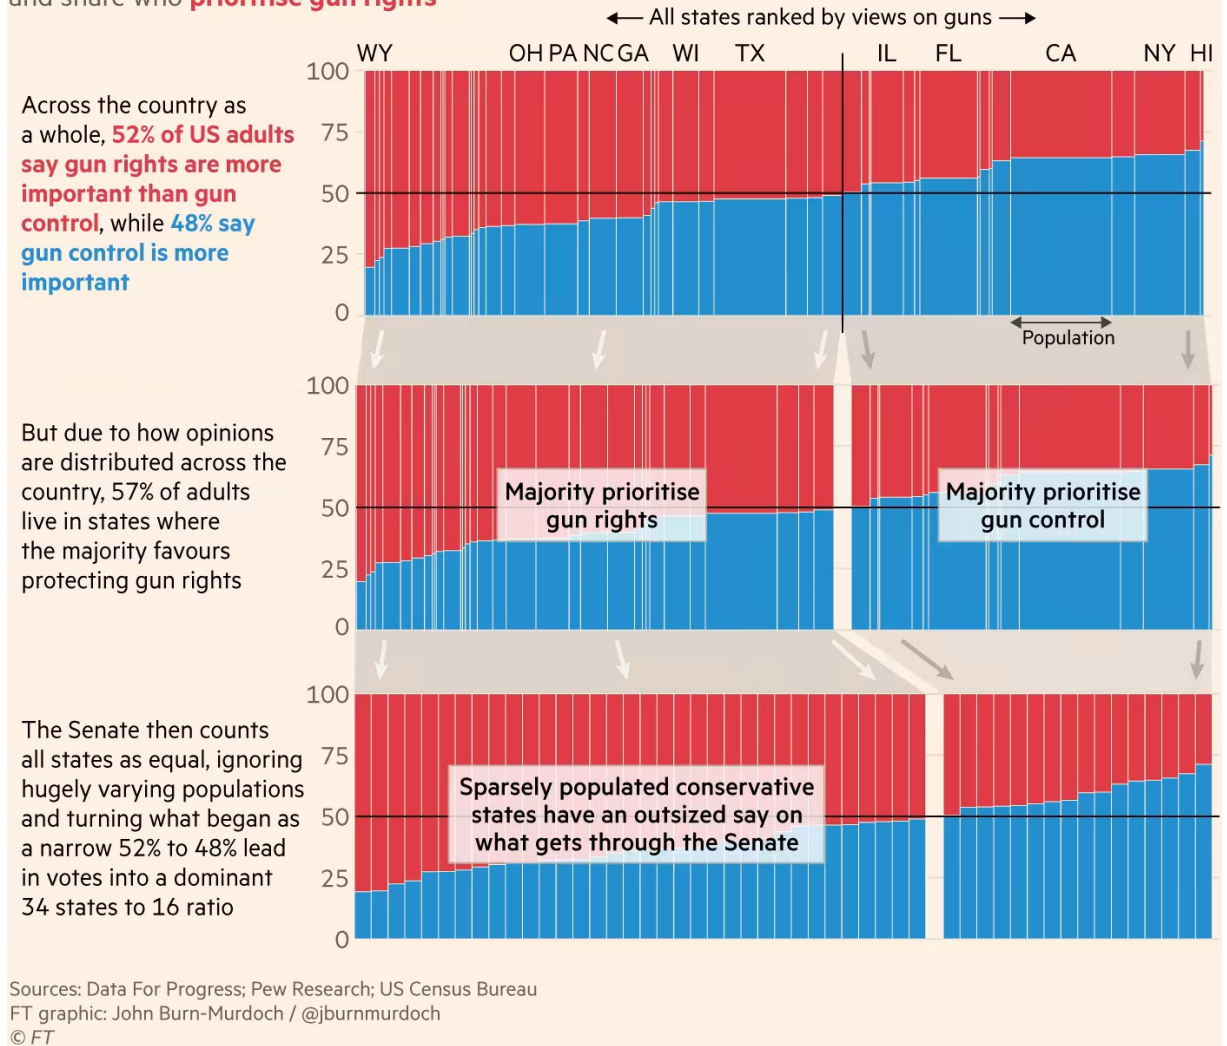 and share who prioritise gun rights
← All states ranked by views on guns →
WY OH PA NC GA WI TX IL FL CA NY HI
Across the country as
a whole, 52% of US adults
say gun rights are more
important than gun
control, while 48% say
gun control is more
important
100
75
50
25
0
Population
But due to how opinions
are distributed across the
country, 57% of adults
live in states where
the majority favours
protecting gun rights
100
75
50
25
0
Majority prioritise
gun rights
Majority prioritise
gun control
The Senate then counts
all states as equal, ignoring
hugely varying populations
and turning what began as
a narrow 52% to 48% lead
in votes into a dominant
34 states to 16 ratio
100
75
50
25
0
Sparsely populated conservative
states have an outsized say on
what gets through the Senate
Sources: Data For Progress; Pew Research; US Census Bureau
FT graphic: John Burn-Murdoch / @jburnmurdoch
© FT